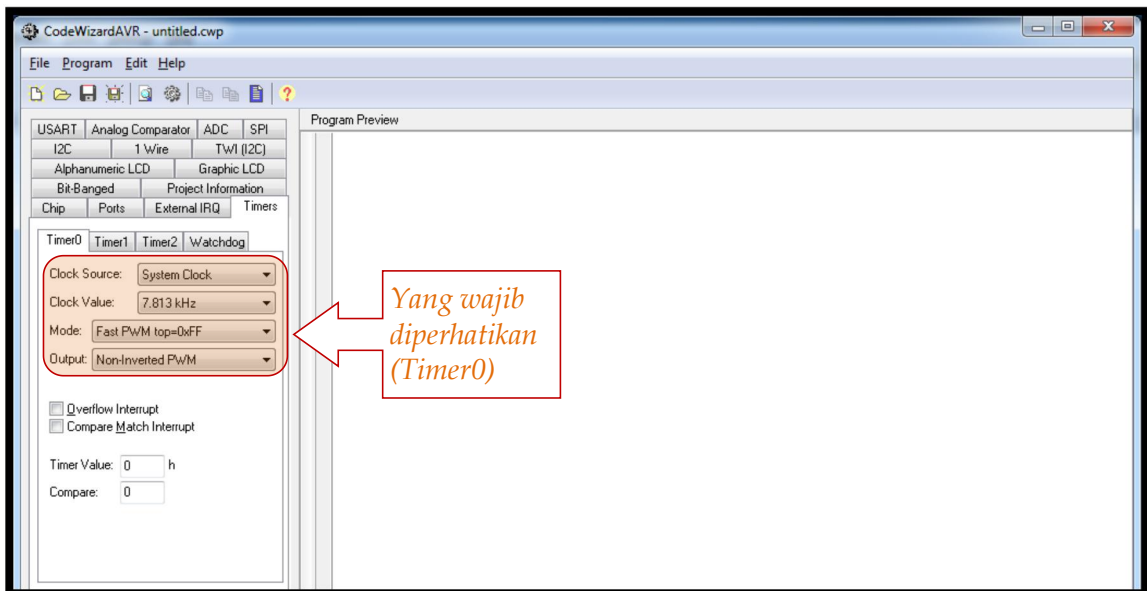 CodeWizardAVR - untitled.cwp
File Program Edit Help
Program Preview
USART Analog Comparator ADC SPI
I2C 1 Wire TWI (I2C)
Alphanumeric LCD Graphic LCD
Bit-Banged Project Information
Chip Ports External IRQ Timers
Timer0 Timer1 Timer2 Watchdog
Clock Source: System Clock
Clock Value: 7.813 kHz
Mode: Fast PWM top=0xFF
Output: Non-Inverted PWM
Overflow Interrupt
Compare Match Interrupt
Timer Value: 0 h
Compare: 0
Yang wajib
diperhatikan
(Timer0)